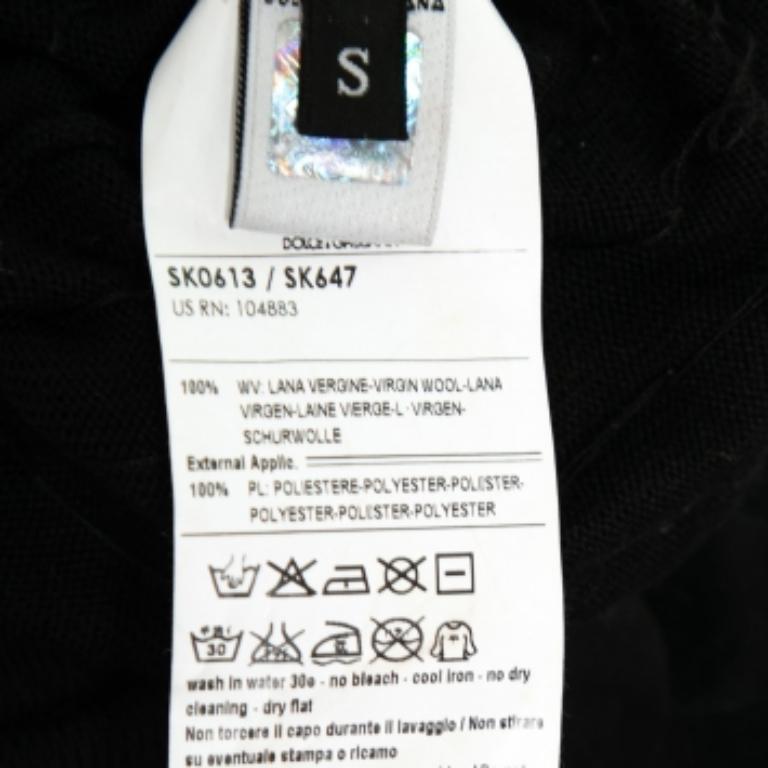 S
SK0613 / SK647
US RN: 104883
100% WV: LANA VERGINE-VIRGIN WOOL-LANA
VIRGEN-LAINE VIERGE-L·VIRGEN-
SCHURWOLLE
External Applic.
100% PL: POLIESTERE-POLYESTER-POLIESTER-
POLYESTER-POLIESTER-POLYESTER
30
wash in water 30o - no bleach - cool iron - no dry
cleaning - dry flat
Non torcere il capo durante il lavaggio / Non stirare
su eventuale stampa o ricamo